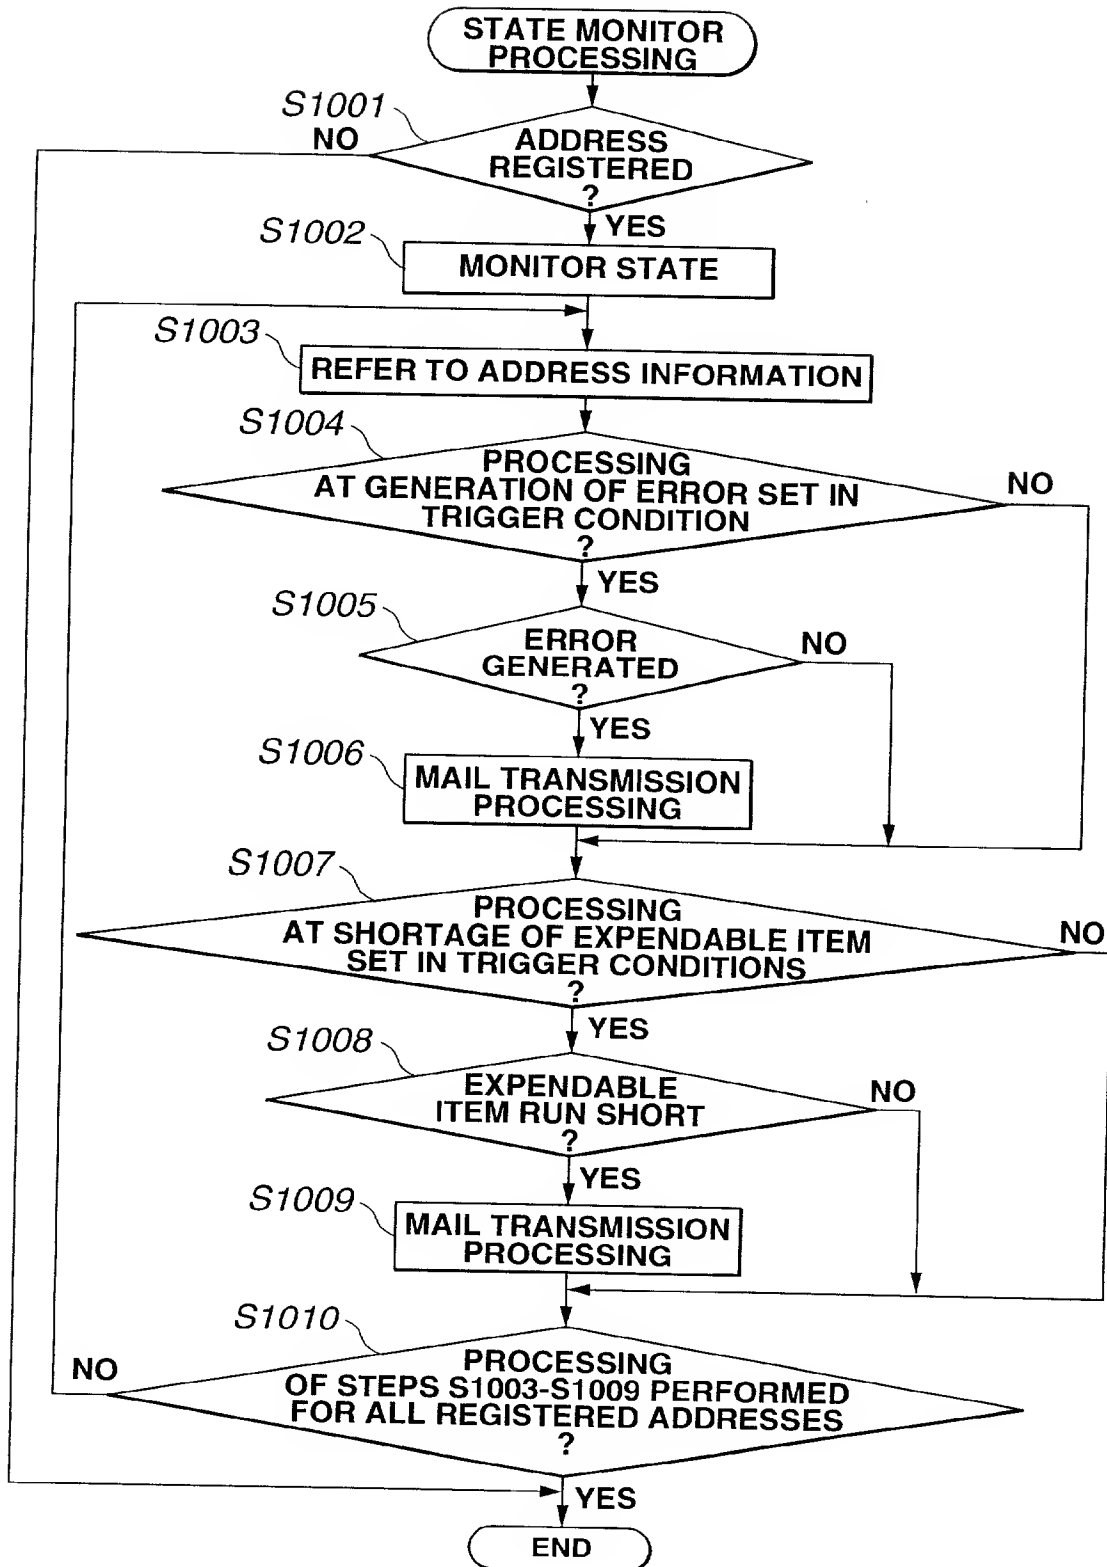 STATE MONITOR
PROCESSING
S1001
NO
ADDRESS
REGISTERED
?
YES
S1002
MONITOR STATE
S1003
REFER TO ADDRESS INFORMATION
S1004
PROCESSING
AT GENERATION OF ERROR SET IN
TRIGGER CONDITION
?
NO
YES
S1005
ERROR
GENERATED
?
NO
YES
S1006
MAIL TRANSMISSION
PROCESSING
S1007
PROCESSING
AT SHORTAGE OF EXPENDABLE ITEM
SET IN TRIGGER CONDITIONS
?
NO
YES
S1008
EXPENDABLE
ITEM RUN SHORT
?
NO
YES
S1009
MAIL TRANSMISSION
PROCESSING
S1010
NO
PROCESSING
OF STEPS S1003-S1009 PERFORMED
FOR ALL REGISTERED ADDRESSES
?
YES
END